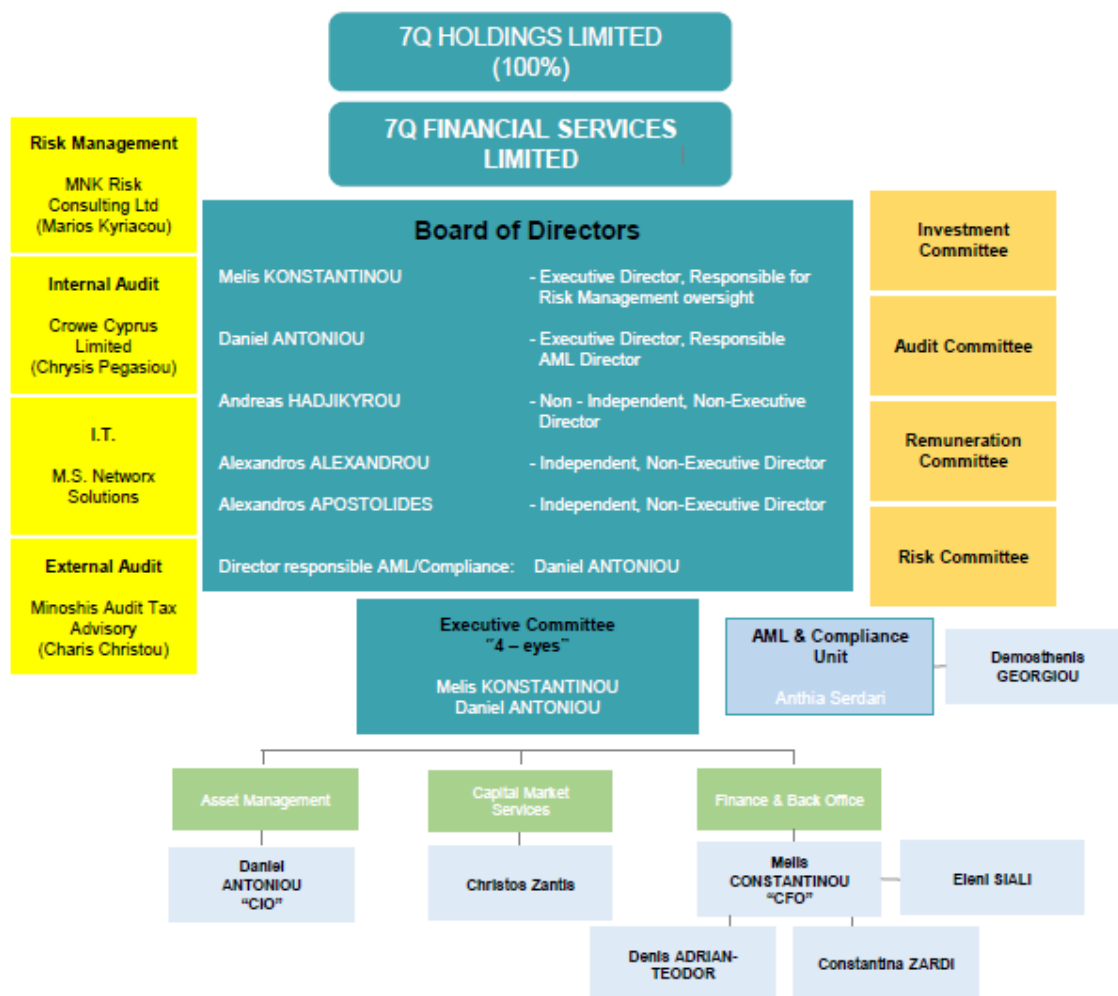 7Q HOLDINGS LIMITED
(100%)
7Q FINANCIAL SERVICES
LIMITED
Risk Management
MNK Risk
Consulting Ltd
(Marios Kyriacou)
Internal Audit
Crowe Cyprus
Limited
(Chrysis Pegasiou)
I.T.
M.S. Networx
Solutions
External Audit
Minoshis Audit Tax
Advisory
(Charis Christou)
Board of Directors
Melis KONSTANTINOU - Executive Director, Responsible for
Risk Management oversight
Daniel ANTONIOU - Executive Director, Responsible
AML Director
Andreas HADJIKYROU - Non - Independent, Non-Executive
Director
Alexandros ALEXANDROU - Independent, Non-Executive Director
Alexandros APOSTOLIDES - Independent, Non-Executive Director
Director responsible AML/Compliance: Daniel ANTONIOU
Investment
Committee
Audit Committee
Remuneration
Committee
Risk Committee
Executive Committee
"4 – eyes"
Melis KONSTANTINOU
Daniel ANTONIOU
AML & Compliance
Unit
Anthia Serdari
Demosthenis
GEORGIOU
Asset Management
Capital Market
Services
Finance & Back Office
Daniel
ANTONIOU
"CIO"
Christos Zantis
Melis
CONSTANTINOU
"CFO"
Eleni SIALI
Denis ADRIAN-
TEODOR
Constantina ZARDI